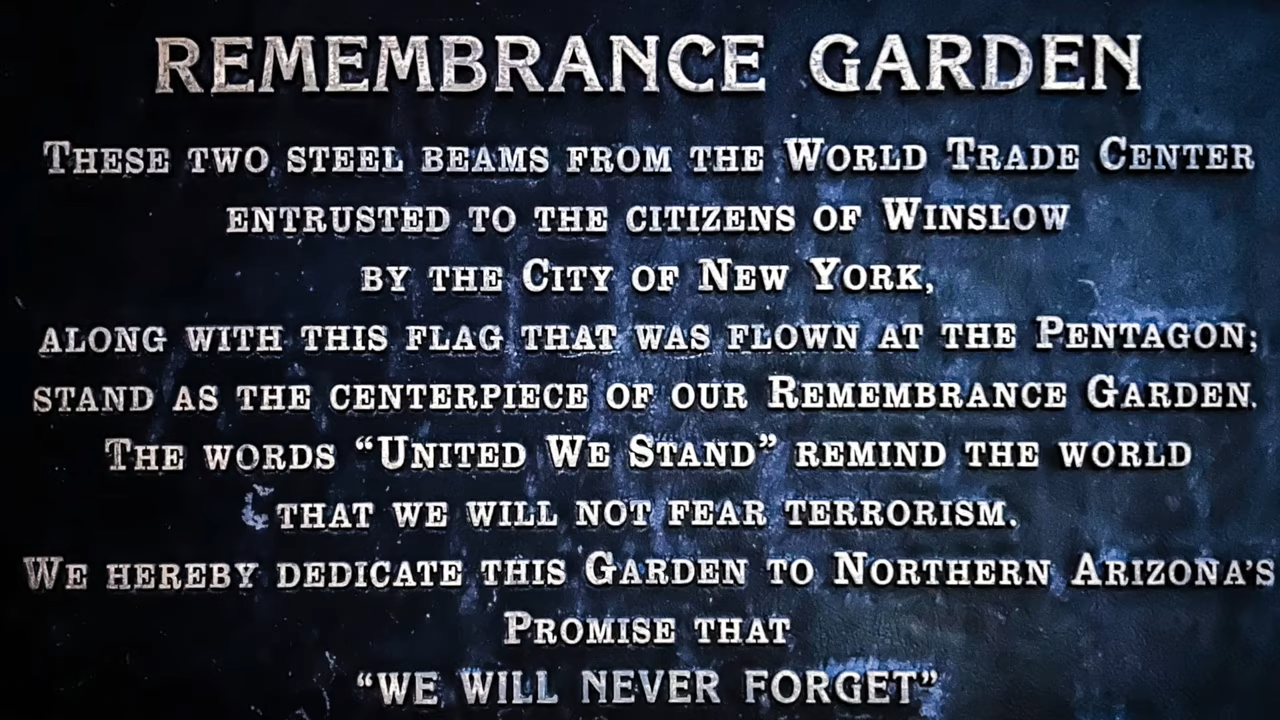 REMEMBRANCE GARDEN
THESE TWO STEEL BEAMS FROM THE WORLD TRADE CENTER
ENTRUSTED TO THE CITIZENS OF WINSLOW
BY THE CITY OF NEW YORK,
ALONG WITH THIS FLAG THAT WAS FLOWN AT THE PENTAGON;
STAND AS THE CENTERPIECE OF OUR REMEMBRANCE GARDEN.
THE WORDS “UNITED WE STAND” REMIND THE WORLD
THAT WE WILL NOT FEAR TERRORISM.
WE HEREBY DEDICATE THIS GARDEN TO NORTHERN ARIZONA’S
PROMISE THAT
“WE WILL NEVER FORGET”